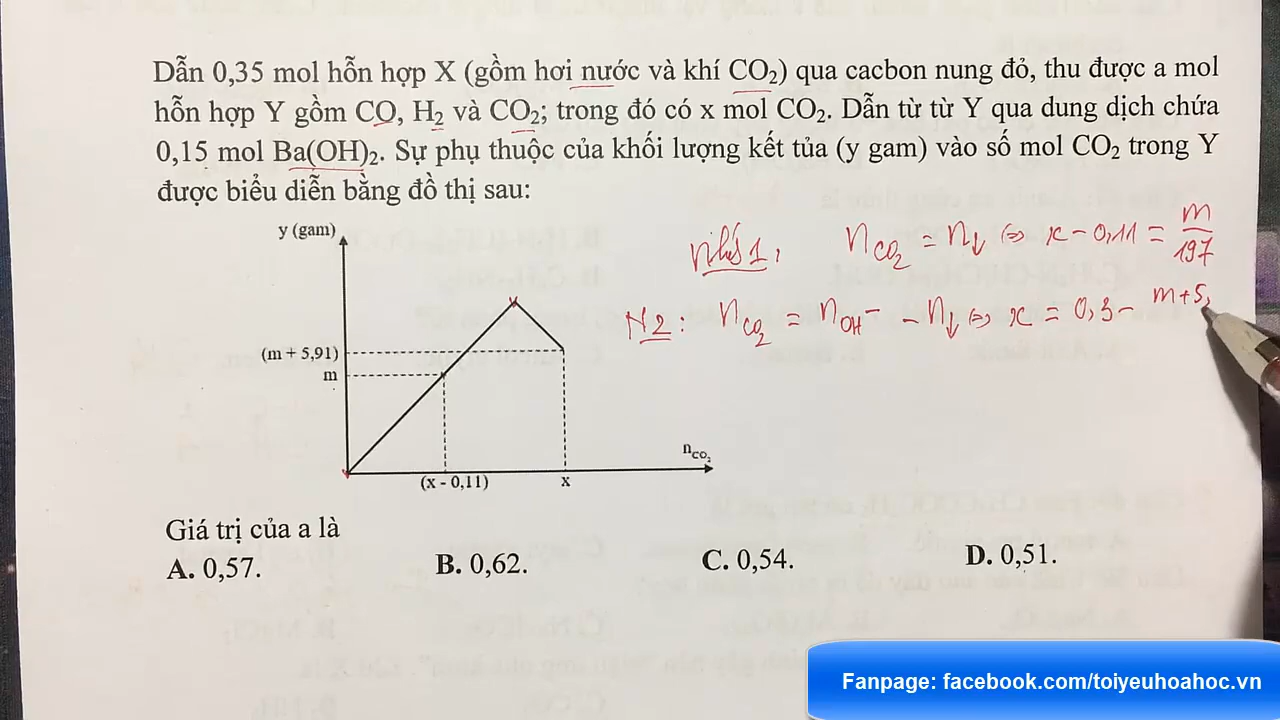 Dẫn 0,35 mol hỗn hợp X (gồm hơi nước và khí CO₂) qua cacbon nung đỏ, thu được a mol
hỗn hợp Y gồm CO, H₂ và CO₂; trong đó có x mol CO₂. Dẫn từ từ Y qua dung dịch chứa
0,15 mol Ba(OH)₂. Sự phụ thuộc của khối lượng kết tủa (y gam) vào số mol CO₂ trong Y
được biểu diễn bằng đồ thị sau:
y (gam)
nhás 1, n_CO₂ = n↓ ⇔ x - 0,11 = m/197
N2: n_CO₂ = n_OH⁻ - n↓ ⇔ x = 0,3 - m+5,
(m + 5,91)
m
n_CO₂
(x - 0,11)
x
Giá trị của a là
A. 0,57.
B. 0,62.
C. 0,54.
D. 0,51.
Fanpage: facebook.com/toiyeuhoahoc.vn